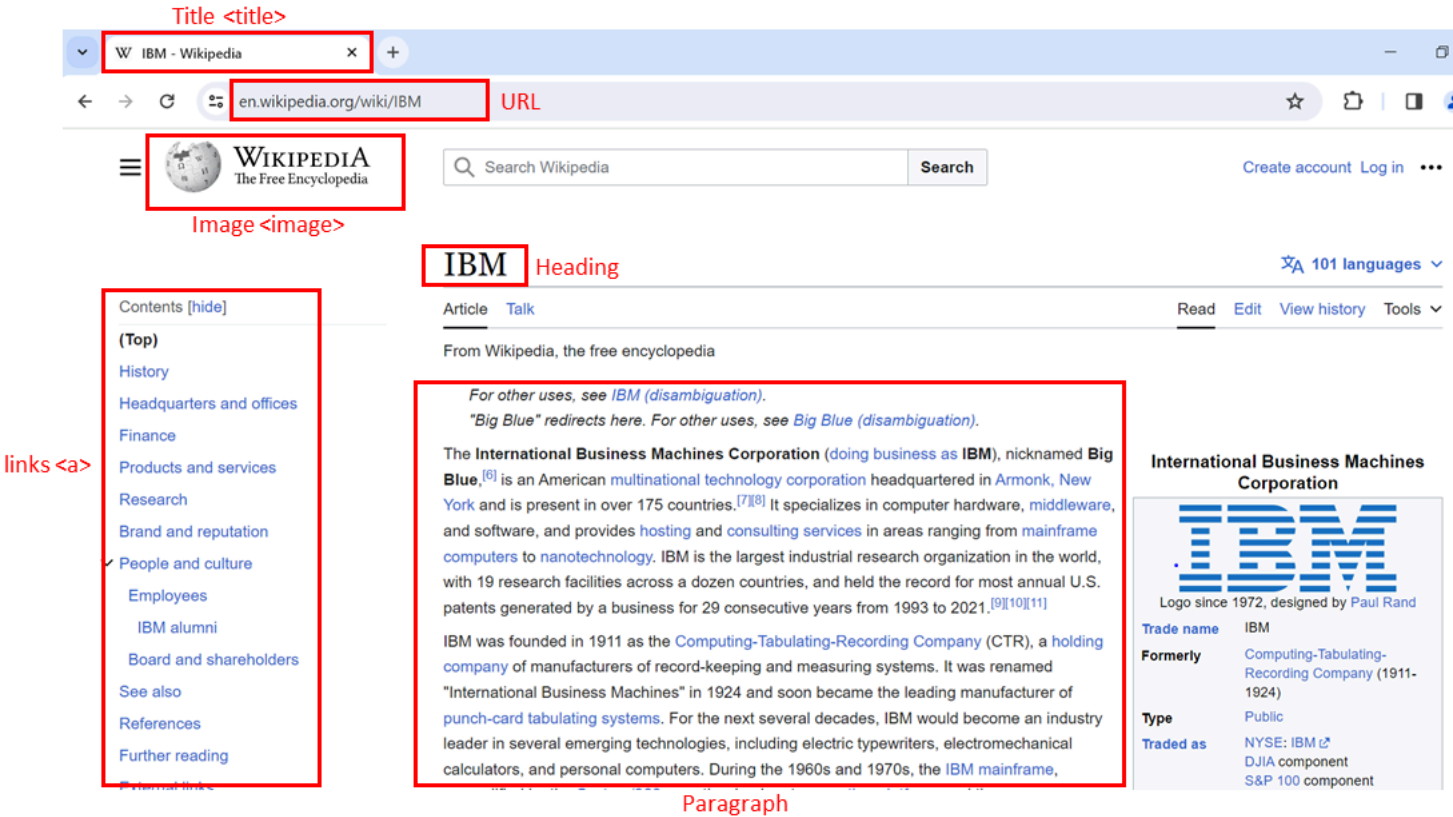 Title <title>
W IBM - Wikipedia
en.wikipedia.org/wiki/IBM
URL
WIKIPEDIA
The Free Encyclopedia
Search Wikipedia
Search
Create account Log in
Image <image>
IBM
Heading
101 languages
Contents [hide]
(Top)
History
Headquarters and offices
Finance
Products and services
Research
Brand and reputation
People and culture
Employees
IBM alumni
Board and shareholders
See also
References
Further reading
External links
links <a>
Article Talk
Read Edit View history Tools
From Wikipedia, the free encyclopedia
For other uses, see IBM (disambiguation).
"Big Blue" redirects here. For other uses, see Big Blue (disambiguation).
The International Business Machines Corporation (doing business as IBM), nicknamed Big
Blue,[6] is an American multinational technology corporation headquartered in Armonk, New
York and is present in over 175 countries.[7][8] It specializes in computer hardware, middleware,
and software, and provides hosting and consulting services in areas ranging from mainframe
computers to nanotechnology. IBM is the largest industrial research organization in the world,
with 19 research facilities across a dozen countries, and held the record for most annual U.S.
patents generated by a business for 29 consecutive years from 1993 to 2021.[9][10][11]
IBM was founded in 1911 as the Computing-Tabulating-Recording Company (CTR), a holding
company of manufacturers of record-keeping and measuring systems. It was renamed
"International Business Machines" in 1924 and soon became the leading manufacturer of
punch-card tabulating systems. For the next several decades, IBM would become an industry
leader in several emerging technologies, including electric typewriters, electromechanical
calculators, and personal computers. During the 1960s and 1970s, the IBM mainframe,
Paragraph
International Business Machines
Corporation
IBM
Logo since 1972, designed by Paul Rand
Trade name IBM
Formerly Computing-Tabulating-
Recording Company (1911-
1924)
Type Public
Traded as NYSE: IBM
DJIA component
S&P 100 component